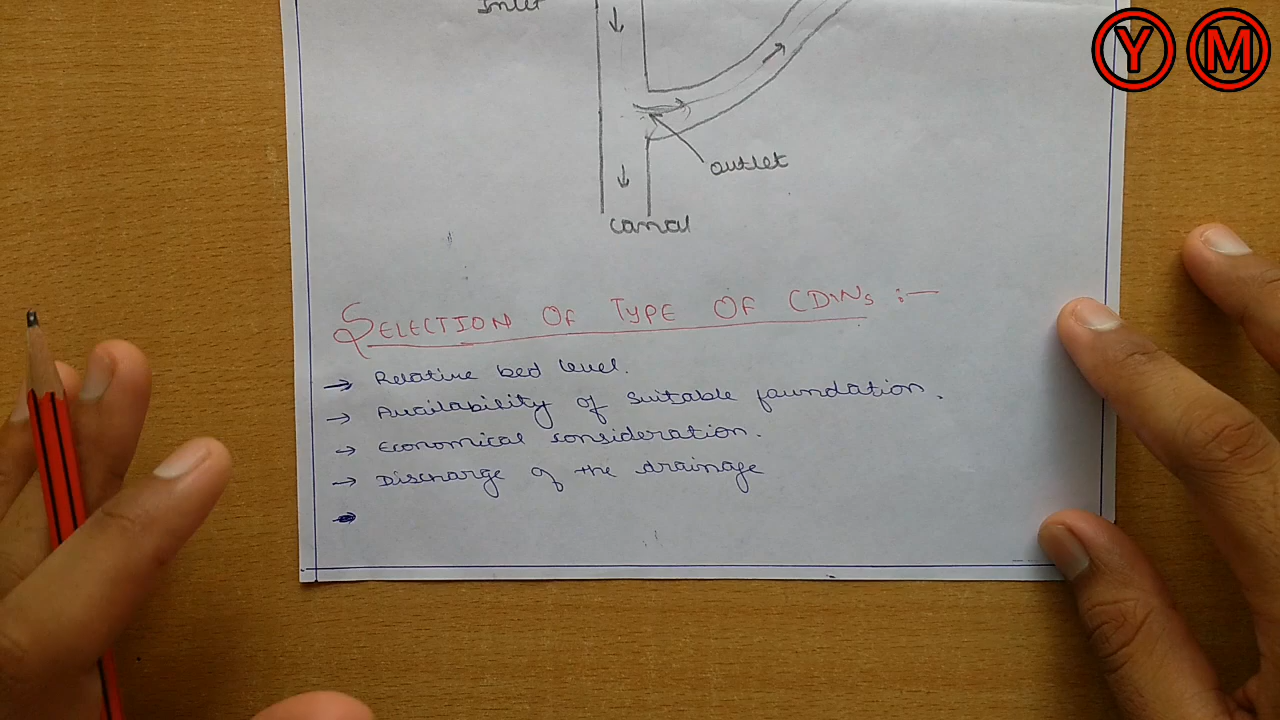 Inlet
Y M
outlet
canal
SELECTION OF TYPE OF CDWs :-
→ Relative bed level.
→ Availability of suitable foundation.
→ Economical consideration.
→ Discharge of the drainage